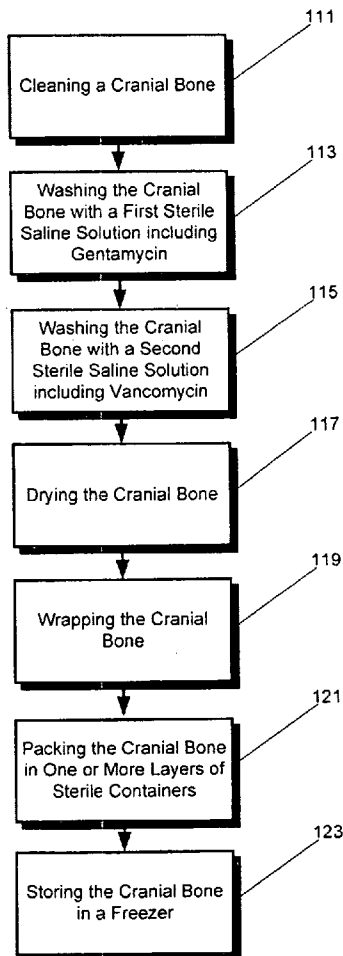 111
Cleaning a Cranial Bone
113
Washing the Cranial
Bone with a First Sterile
Saline Solution including
Gentamycin
115
Washing the Cranial
Bone with a Second
Sterile Saline Solution
including Vancomycin
117
Drying the Cranial Bone
119
Wrapping the Cranial
Bone
121
Packing the Cranial Bone
in One or More Layers of
Sterile Containers
123
Storing the Cranial Bone
in a Freezer